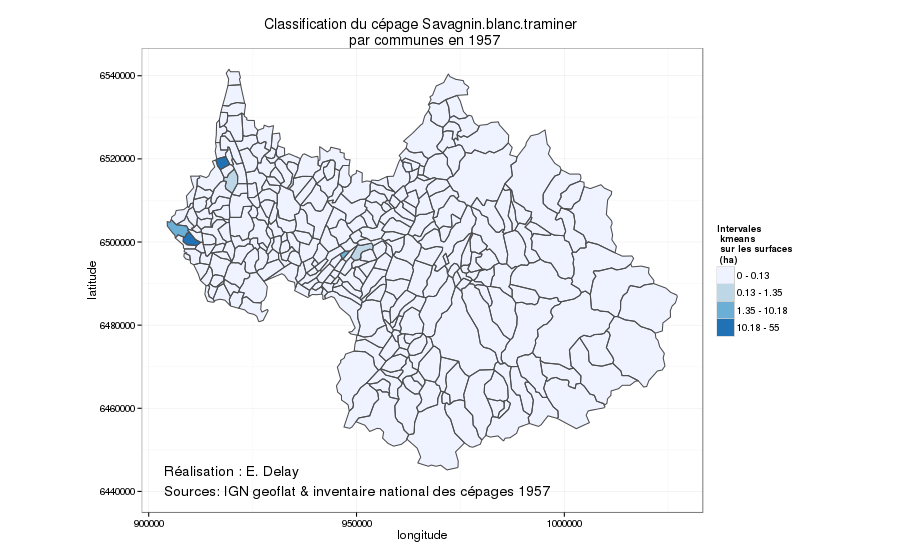 Classification du cépage Savagnin.blanc.traminer
par communes en 1957
6540000
6520000
6500000
6480000
6460000
6440000
latitude
Réalisation : E. Delay
Sources: IGN geoflat & inventaire national des cépages 1957
900000
950000
1000000
longitude
Intervales
kmeans
sur les surfaces
(ha)
0 - 0.13
0.13 - 1.35
1.35 - 10.18
10.18 - 55